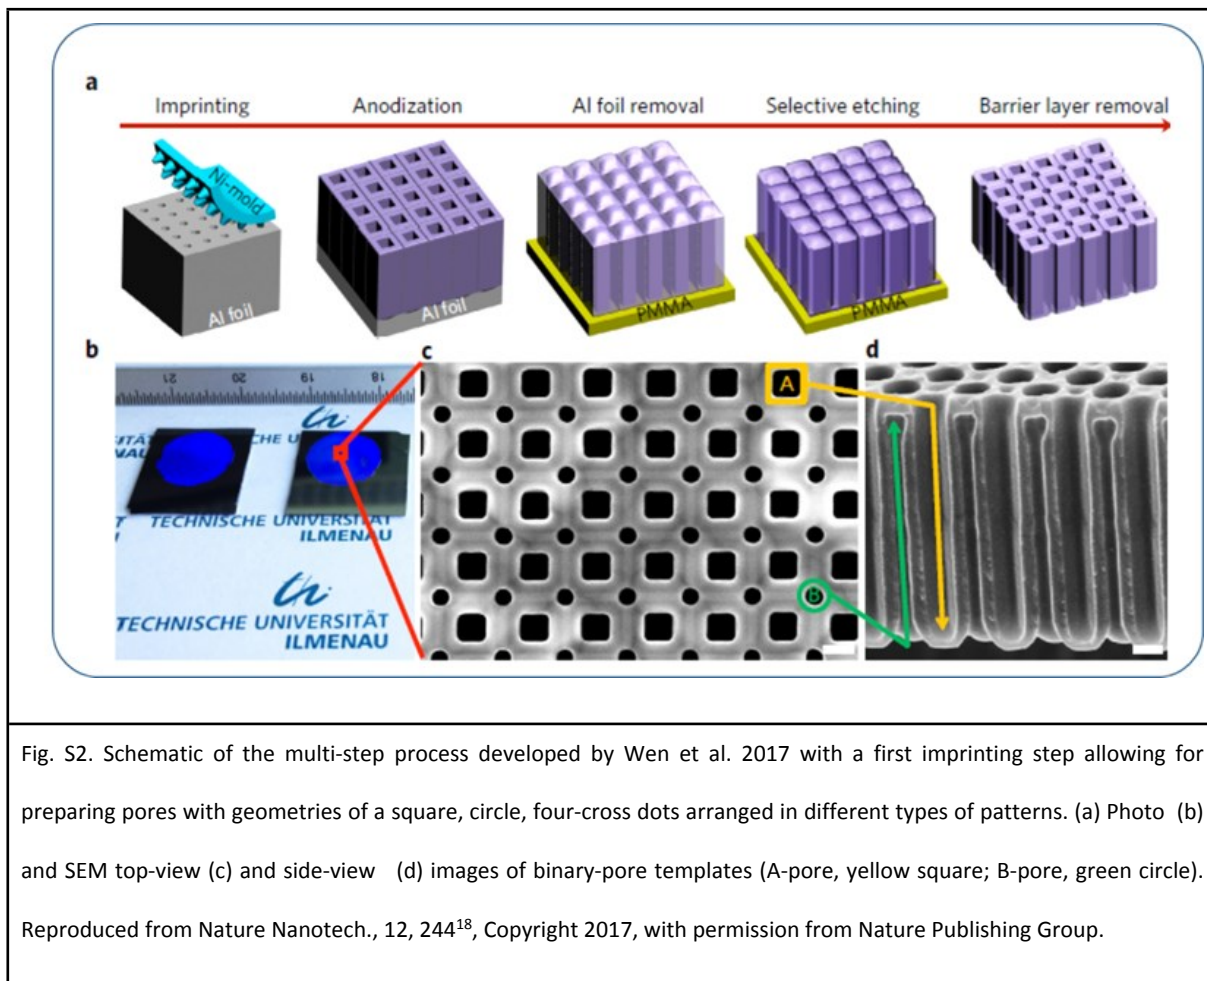 a
Imprinting
Anodization
Al foil removal
Selective etching
Barrier layer removal
Ni-mold
Al foil
Al foil
PMMA
PMMA
b
c
d
21
20
19
18
th
TECHNISCHE UNIVERSITÄT
ILMENAU
th
TECHNISCHE UNIVERSITÄT
ILMENAU
A
B
Fig. S2. Schematic of the multi-step process developed by Wen et al. 2017 with a first imprinting step allowing for
preparing pores with geometries of a square, circle, four-cross dots arranged in different types of patterns. (a) Photo (b)
and SEM top-view (c) and side-view (d) images of binary-pore templates (A-pore, yellow square; B-pore, green circle).
Reproduced from Nature Nanotech., 12, 244¹⁸, Copyright 2017, with permission from Nature Publishing Group.